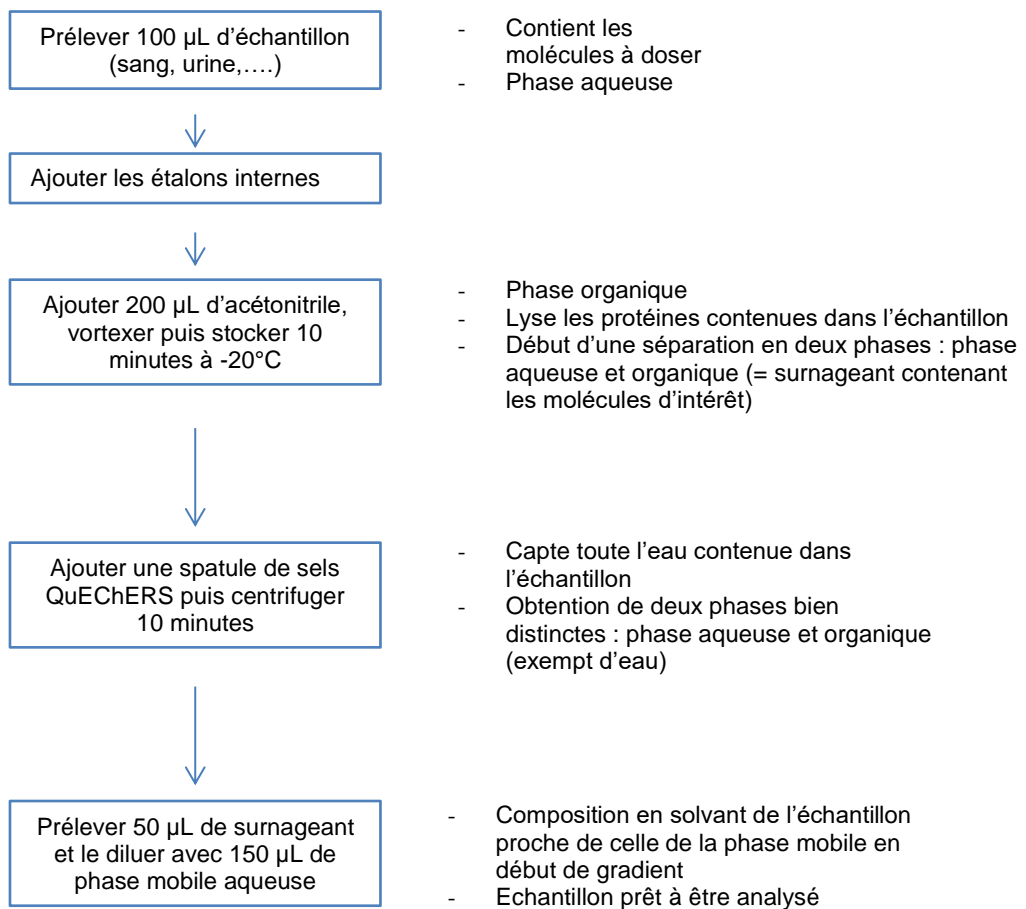 Prélever 100 µL d’échantillon
(sang, urine,….)
- Contient les
molécules à doser
- Phase aqueuse
Ajouter les étalons internes
Ajouter 200 µL d’acétonitrile,
vortexer puis stocker 10
minutes à -20°C
- Phase organique
- Lyse les protéines contenues dans l’échantillon
- Début d’une séparation en deux phases : phase
aqueuse et organique (= surnageant contenant
les molécules d’intérêt)
Ajouter une spatule de sels
QuEChERS puis centrifuger
10 minutes
- Capte toute l’eau contenue dans
l’échantillon
- Obtention de deux phases bien
distinctes : phase aqueuse et organique
(exempt d’eau)
Prélever 50 µL de surnageant
et le diluer avec 150 µL de
phase mobile aqueuse
- Composition en solvant de l’échantillon
proche de celle de la phase mobile en
début de gradient
- Echantillon prêt à être analysé